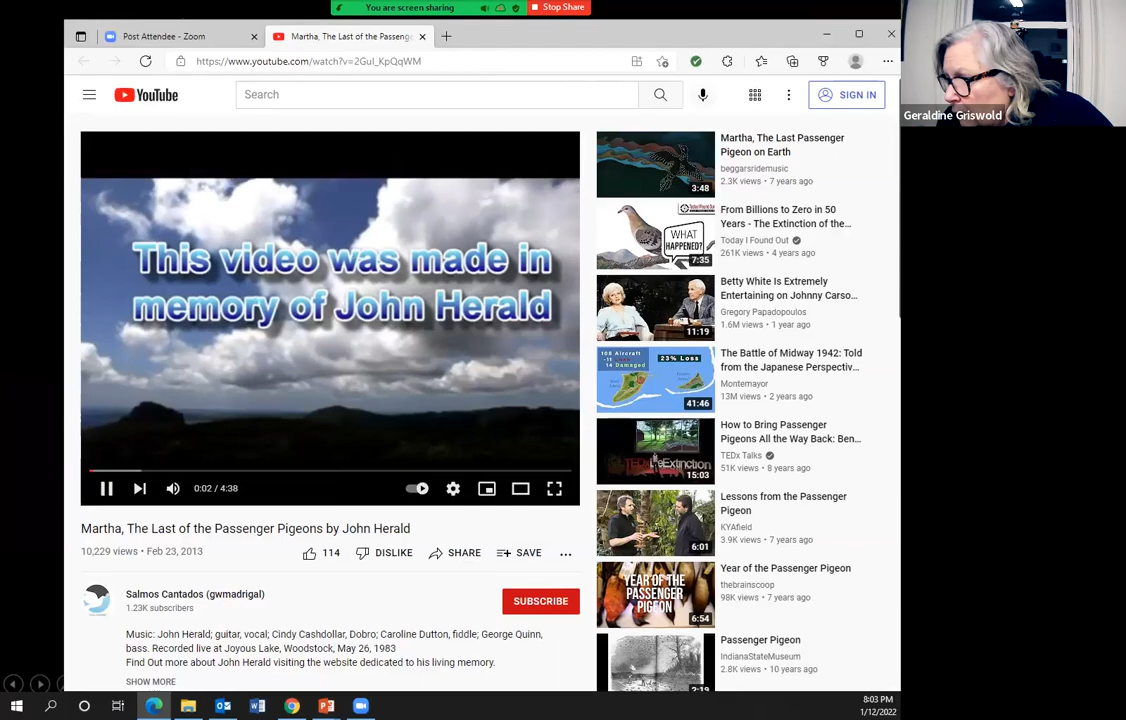 You are screen sharing
Stop Share
Post Attendee - Zoom
Martha, The Last of the Passenge
https://www.youtube.com/watch?v=2Gul_KpQqWM
YouTube
Search
SIGN IN
Geraldine Griswold
This video was made in
memory of John Herald
0:02 / 4:38
Martha, The Last of the Passenger Pigeons by John Herald
10,229 views • Feb 23, 2013
114
DISLIKE
SHARE
SAVE
Salmos Cantados (gwmadrigal)
1.23K subscribers
SUBSCRIBE
Music: John Herald; guitar, vocal; Cindy Cashdollar, Dobro; Caroline Dutton, fiddle; George Quinn,
bass. Recorded live at Joyous Lake, Woodstock, May 26, 1983
Find Out more about John Herald visiting the website dedicated to his living memory.
SHOW MORE
3:48
Martha, The Last Passenger
Pigeon on Earth
beggarsridemusic
2.3K views • 7 years ago
WHAT
HAPPENED?
7:35
From Billions to Zero in 50
Years - The Extinction of the...
Today I Found Out
261K views • 4 years ago
11:19
Betty White Is Extremely
Entertaining on Johnny Carso...
Gregory Papadopoulos
1.6M views • 1 year ago
108 Aircraft
14 Damaged
23% Loss
41:46
The Battle of Midway 1942: Told
from the Japanese Perspectiv...
Montemayor
13M views • 2 years ago
15:03
How to Bring Passenger
Pigeons All the Way Back: Ben...
TEDx Talks
51K views • 8 years ago
6:01
Lessons from the Passenger
Pigeon
KYAfield
3.9K views • 7 years ago
YEAR OF THE
PASSENGER
PIGEON
6:54
Year of the Passenger Pigeon
thebrainscoop
98K views • 7 years ago
2:19
Passenger Pigeon
IndianaStateMuseum
2.8K views • 10 years ago
8:03 PM
1/12/2022